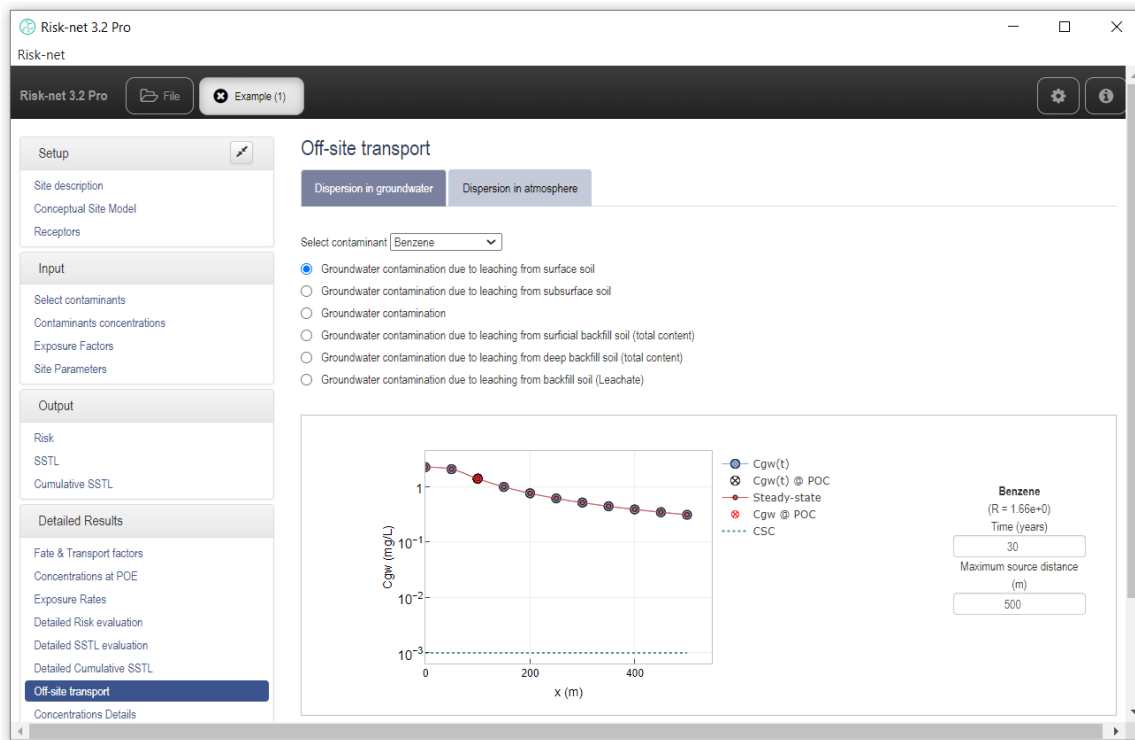 Risk-net 3.2 Pro
Risk-net
Risk-net 3.2 Pro
File
Example (1)
Setup
Site description
Conceptual Site Model
Receptors
Input
Select contaminants
Contaminants concentrations
Exposure Factors
Site Parameters
Output
Risk
SSTL
Cumulative SSTL
Detailed Results
Fate & Transport factors
Concentrations at POE
Exposure Rates
Detailed Risk evaluation
Detailed SSTL evaluation
Detailed Cumulative SSTL
Off-site transport
Concentrations Details
Off-site transport
Dispersion in groundwater
Dispersion in atmosphere
Select contaminant Benzene
Groundwater contamination due to leaching from surface soil
Groundwater contamination due to leaching from subsurface soil
Groundwater contamination
Groundwater contamination due to leaching from surficial backfill soil (total content)
Groundwater contamination due to leaching from deep backfill soil (total content)
Groundwater contamination due to leaching from backfill soil (Leachate)
Cgw (mg/L)
1
10⁻¹
10⁻²
10⁻³
0
200
400
x (m)
Cgw(t)
Cgw(t) @ POC
Steady-state
Cgw @ POC
CSC
Benzene
(R = 1.66e+0)
Time (years)
30
Maximum source distance
(m)
500